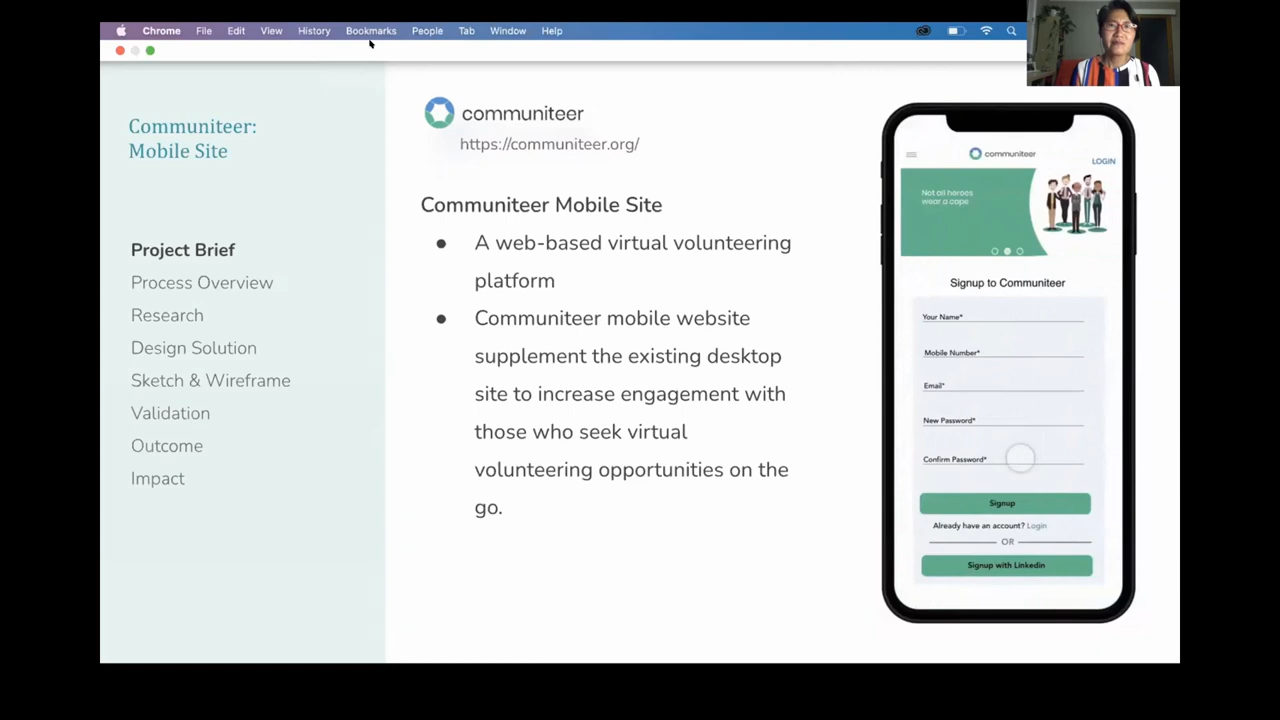 Chrome File Edit View History Bookmarks People Tab Window Help
Communiteer:
Mobile Site
Project Brief
Process Overview
Research
Design Solution
Sketch & Wireframe
Validation
Outcome
Impact
communiteer
https://communiteer.org/
Communiteer Mobile Site
● A web-based virtual volunteering
platform
● Communiteer mobile website
supplement the existing desktop
site to increase engagement with
those who seek virtual
volunteering opportunities on the
go.
communiteer
LOGIN
Not all heroes
wear a cape
Signup to Communiteer
Your Name*
Mobile Number*
Email*
New Password*
Confirm Password*
Signup
Already have an account? Login
OR
Signup with Linkedin